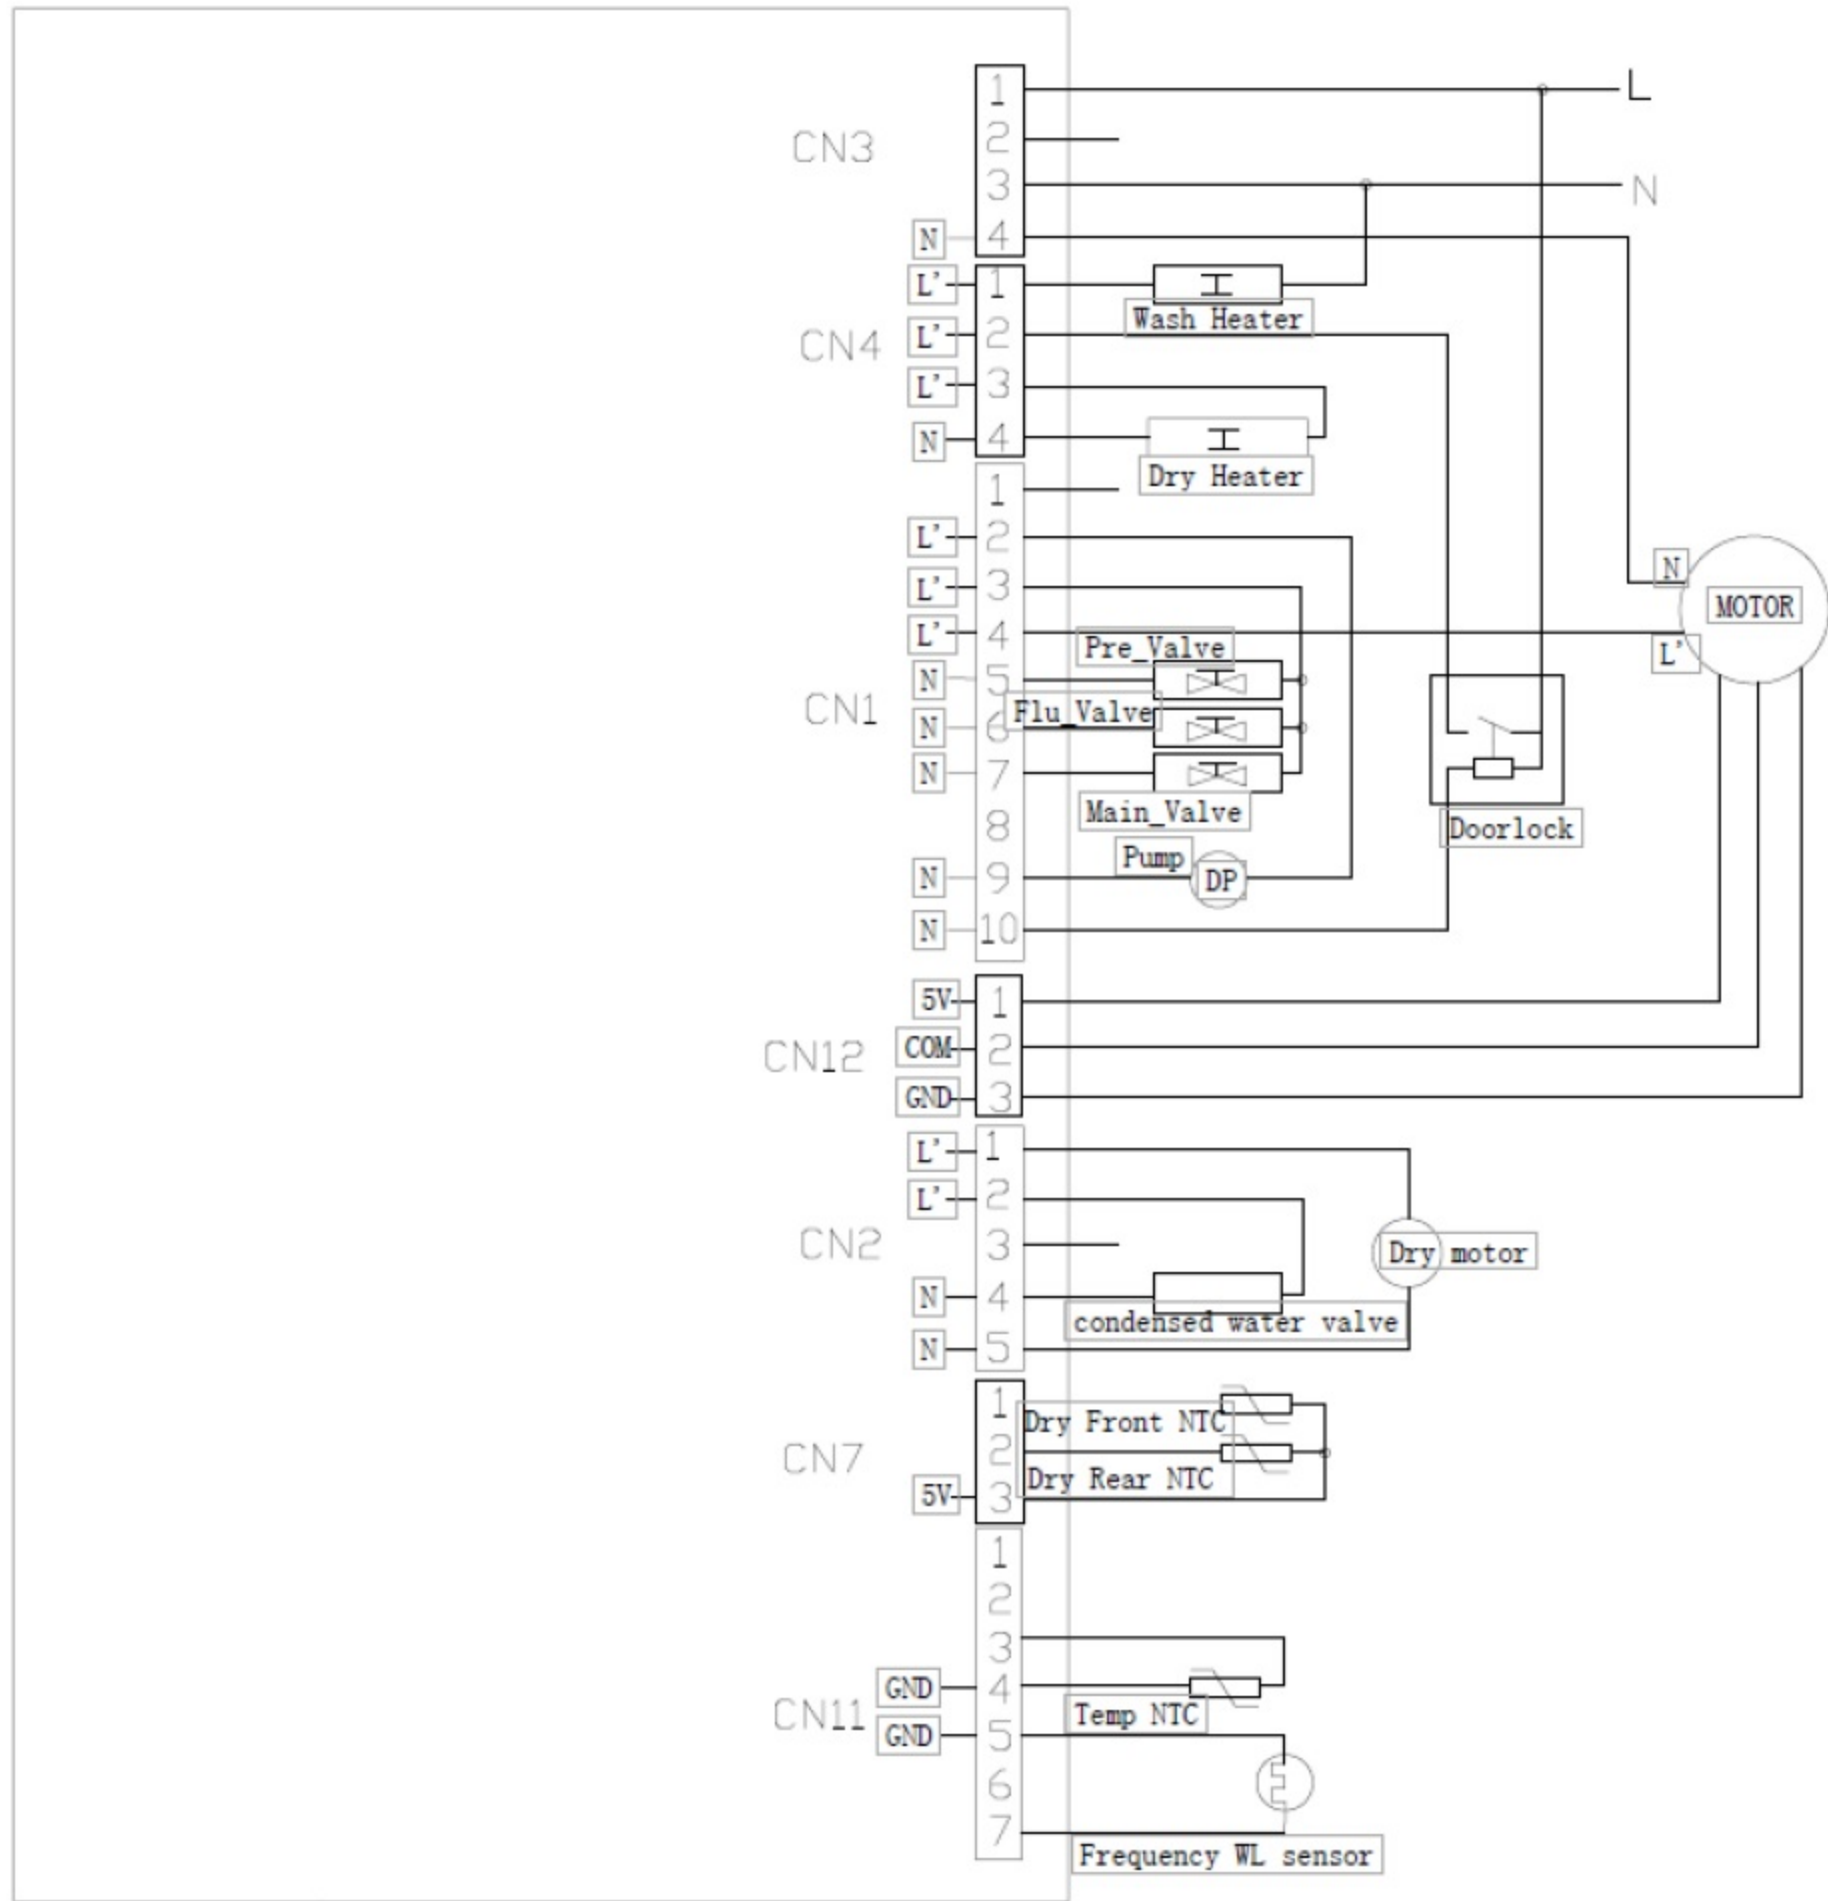 1 L
CN3 2
3 N
N 4
L' 1
Wash Heater
CN4 L' 2
L' 3
N 4
Dry Heater
1
L' 2
L' 3
N
MOTOR
L' 4
Pre_Valve
L'
N 5
CN1 Flu_Valve
N 6
N 7
Main_Valve
8
Doorlock
Pump
N 9 DP
N 10
5V 1
CN12 COM 2
GND 3
L' 1
L' 2
CN2 3
Dry motor
N 4
condensed water valve
N 5
1
Dry Front NTC
CN7 2
Dry Rear NTC
5V 3
1
2
3
GND 4
CN11 Temp NTC
GND 5
6
7
Frequency WL sensor